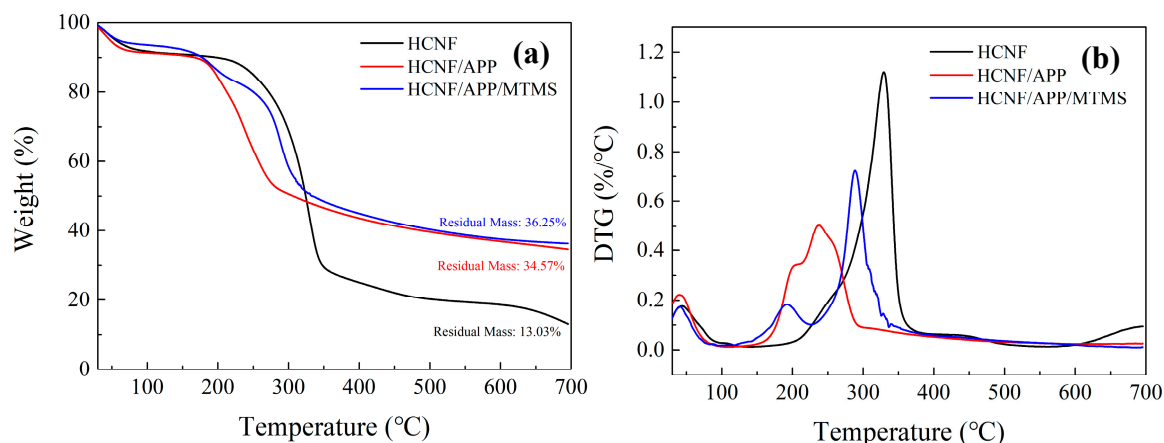 (a)
HCNF
HCNF/APP
HCNF/APP/MTMS
100
80
60
40
20
0
Weight (%)
Residual Mass: 36.25%
Residual Mass: 34.57%
Residual Mass: 13.03%
100 200 300 400 500 600 700
Temperature (°C)
(b)
HCNF
HCNF/APP
HCNF/APP/MTMS
1.2
1.0
0.8
0.6
0.4
0.2
0.0
DTG (%/°C)
100 200 300 400 500 600 700
Temperature (°C)